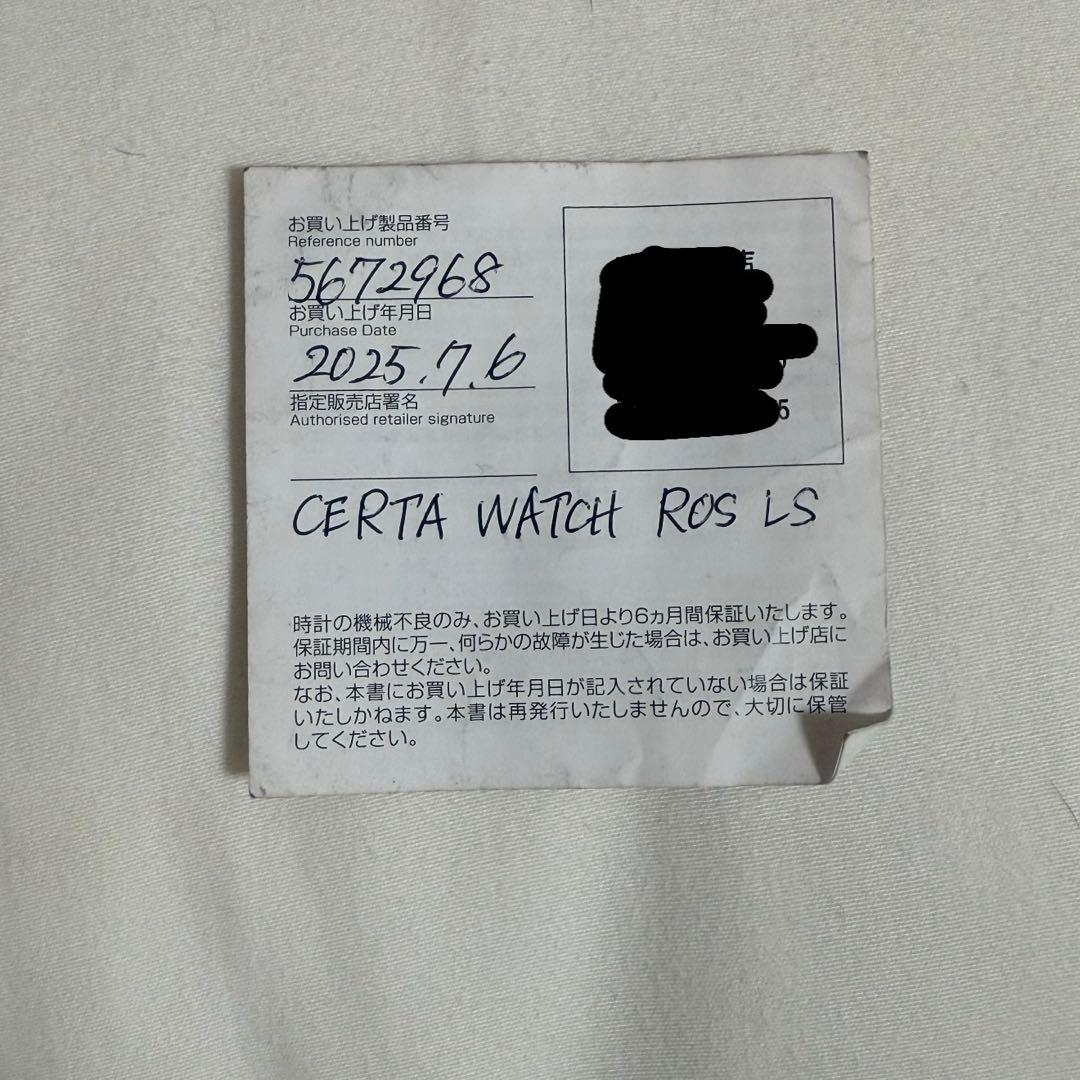 お買い上げ製品番号
Reference number
5672968
お買い上げ年月日
Purchase Date
2025.7.6
指定販売店署名
Authorised retailer signature
店
5
CERTA WATCH ROS LS
時計の機械不良のみ、お買い上げ日より6ヵ月間保証いたします。
保証期間内に万一、何らかの故障が生じた場合は、お買い上げ店に
お問い合わせください。
なお、本書にお買い上げ年月日が記入されていない場合は保証
いたしかねます。本書は再発行いたしませんので、大切に保管
してください。